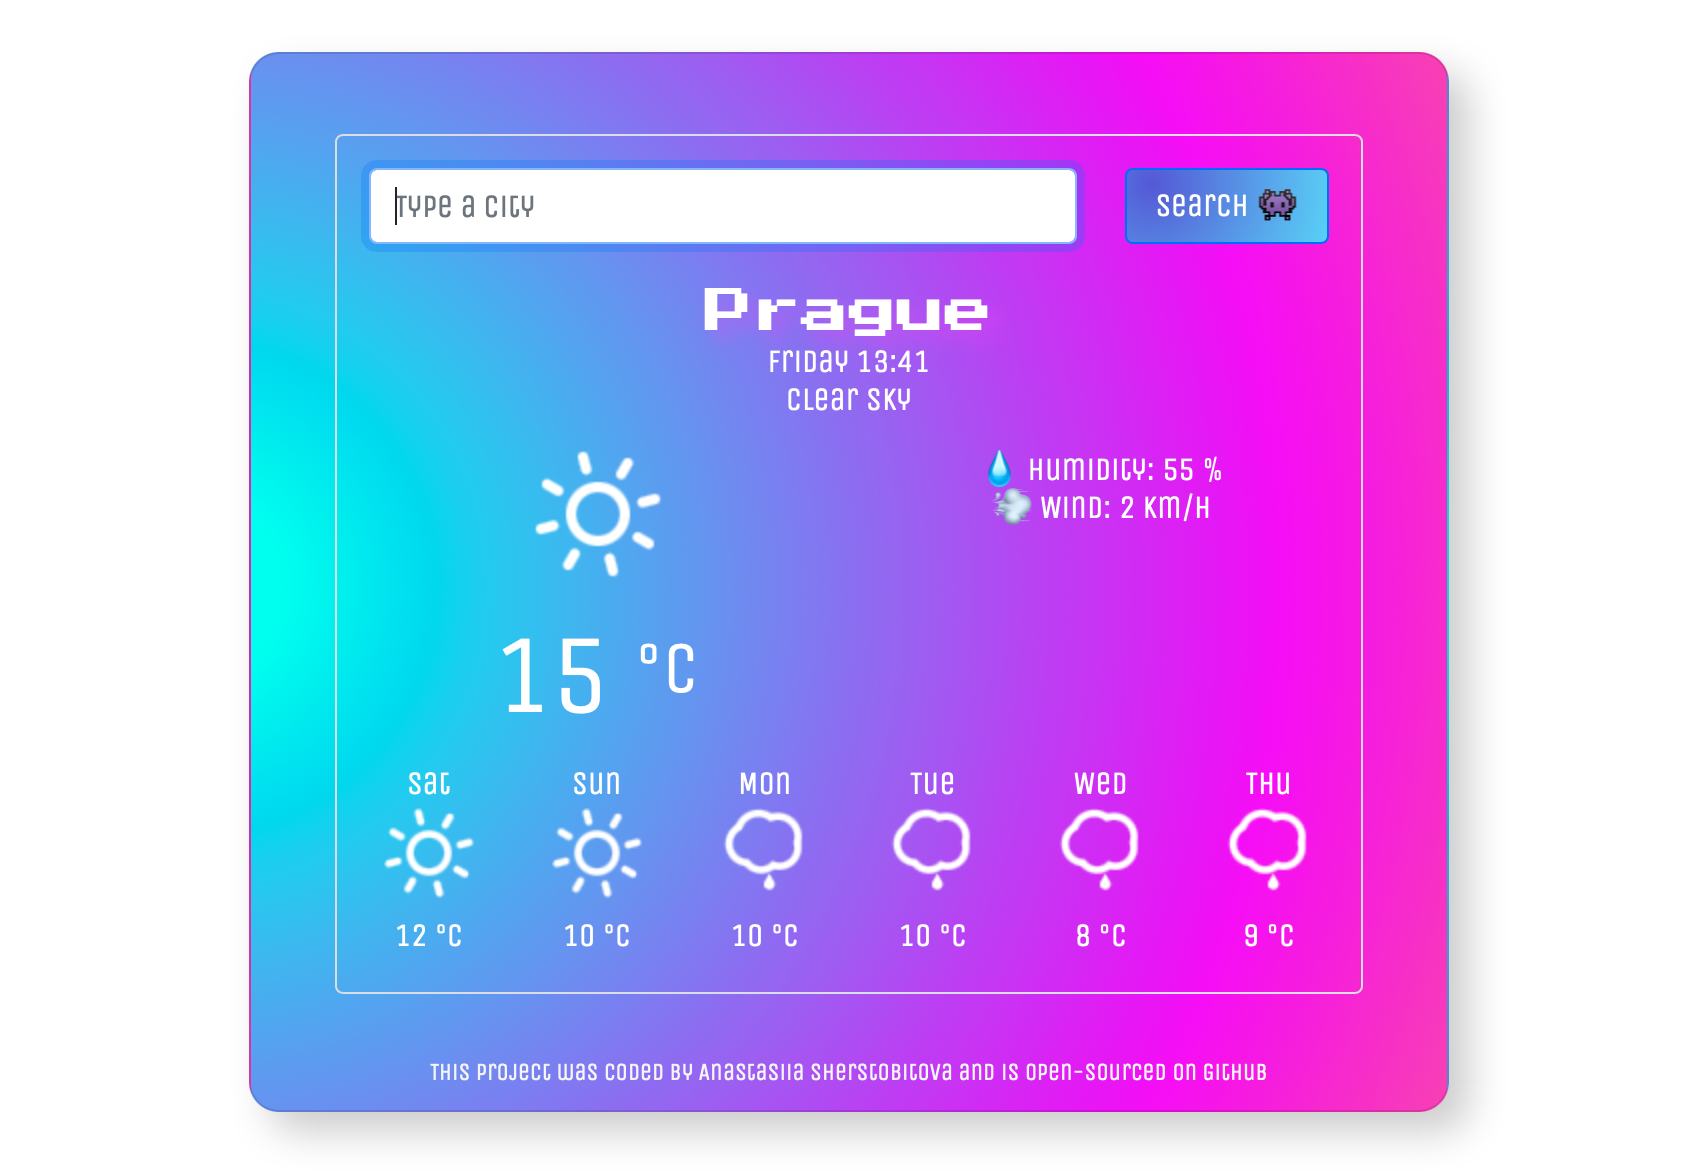 Type a city
search 👾
Prague
Friday 13:41
clear sky
💧 Humidity: 55 %
💨 Wind: 2 km/h
15 °C
Sat Sun Mon Tue Wed Thu
12 °C 10 °C 10 °C 10 °C 8 °C 9 °C
This project was coded by Anastasiia Sherstobitova and is open-sourced on GitHub